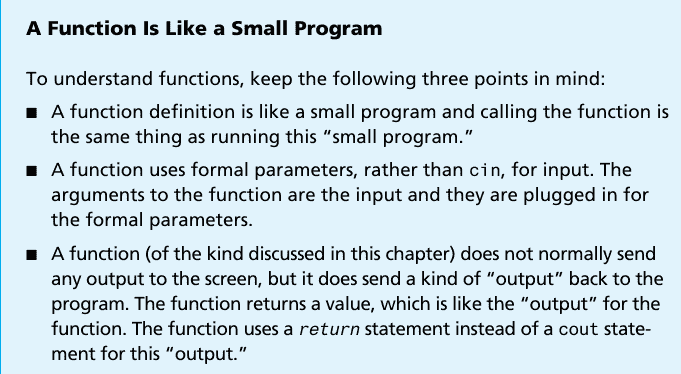 A Function Is Like a Small Program
To understand functions, keep the following three points in mind:
■ A function definition is like a small program and calling the function is
the same thing as running this “small program.”
■ A function uses formal parameters, rather than cin, for input. The
arguments to the function are the input and they are plugged in for
the formal parameters.
■ A function (of the kind discussed in this chapter) does not normally send
any output to the screen, but it does send a kind of “output” back to the
program. The function returns a value, which is like the “output” for the
function. The function uses a return statement instead of a cout state-
ment for this “output.”